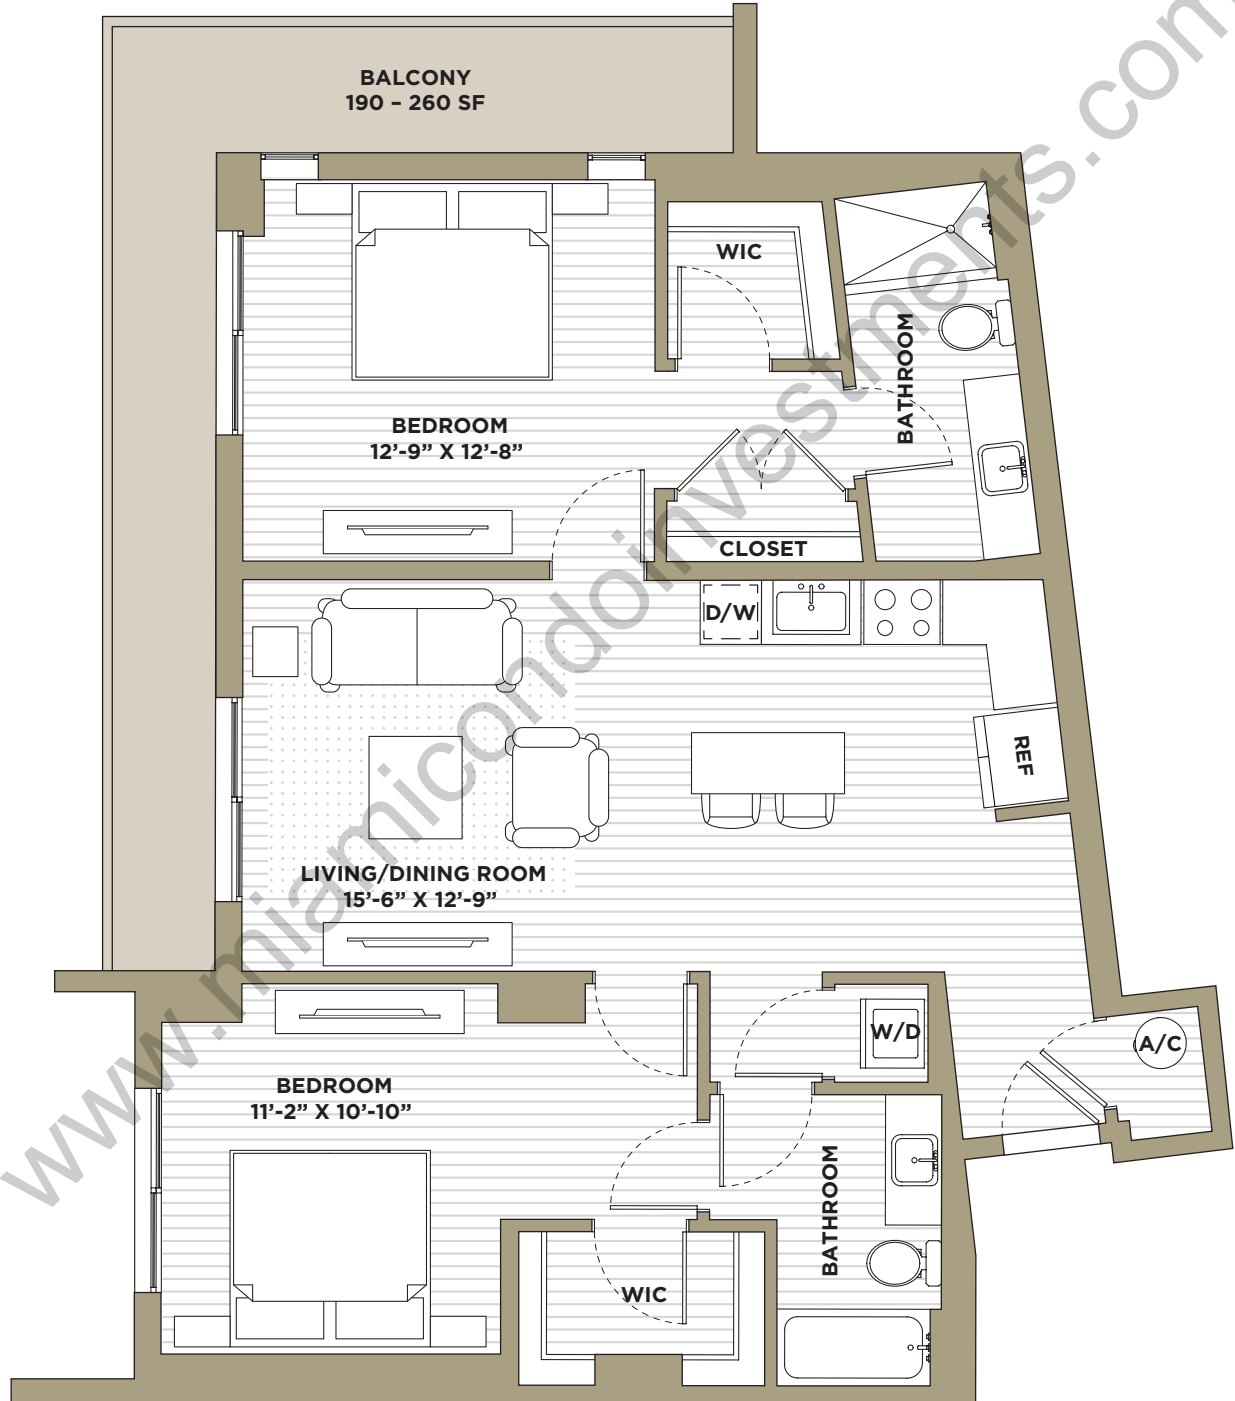 BALCONY
190 – 260 SF
WIC
BATHROOM
BEDROOM
12’-9” X 12’-8”
CLOSET
D/W
REF
LIVING/DINING ROOM
15’-6” X 12’-9”
W/D
A/C
BEDROOM
11’-2” X 10’-10”
BATHROOM
WIC
www.miamicondoinvestments.com